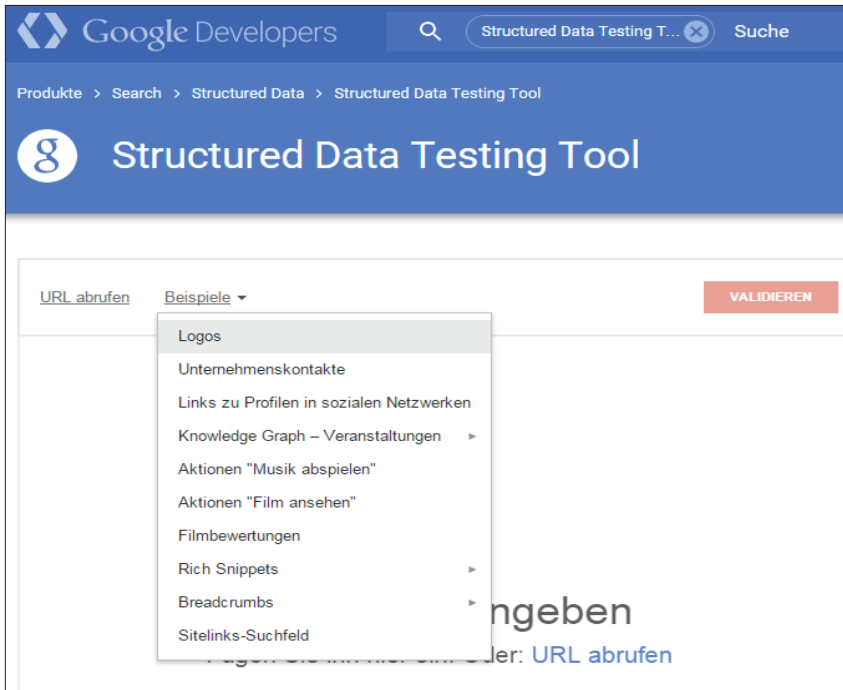 Google Developers
Structured Data Testing T...
Suche
Produkte > Search > Structured Data > Structured Data Testing Tool
g Structured Data Testing Tool
URL abrufen
Beispiele
VALIDIEREN
Logos
Unternehmenskontakte
Links zu Profilen in sozialen Netzwerken
Knowledge Graph – Veranstaltungen
Aktionen "Musik abspielen"
Aktionen "Film ansehen"
Filmbewertungen
Rich Snippets
Breadcrumbs
Sitelinks-Suchfeld
ngeben
der: URL abrufen